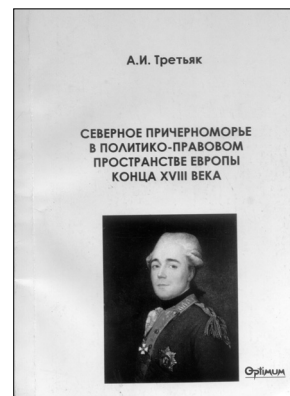 А.И. Третьяк
СЕВЕРНОЕ ПРИЧЕРНОМОРЬЕ
В ПОЛИТИКО-ПРАВОВОМ
ПРОСТРАНСТВЕ ЕВРОПЫ
КОНЦА XVIII ВЕКА
Optimum